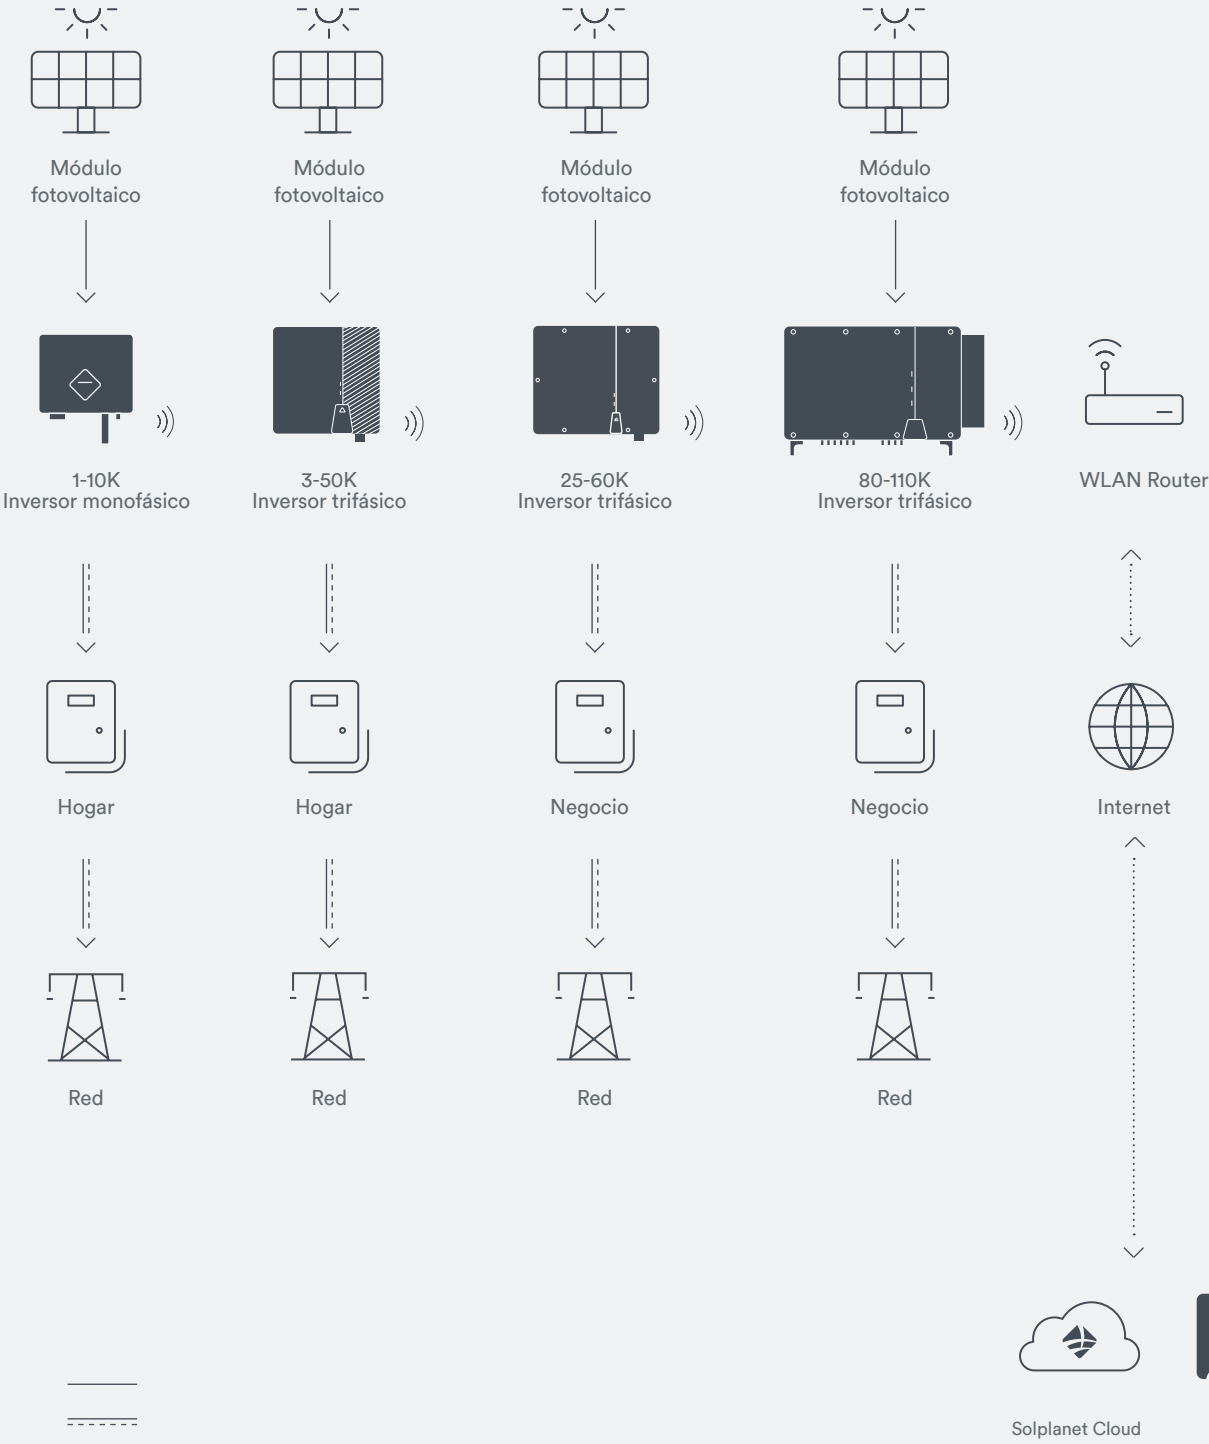 Módulo
fotovoltaico
Módulo
fotovoltaico
Módulo
fotovoltaico
Módulo
fotovoltaico
1-10K
Inversor monofásico
3-50K
Inversor trifásico
25-60K
Inversor trifásico
80-110K
Inversor trifásico
WLAN Router
Hogar
Hogar
Negocio
Negocio
Internet
Red
Red
Red
Red
Solplanet Cloud